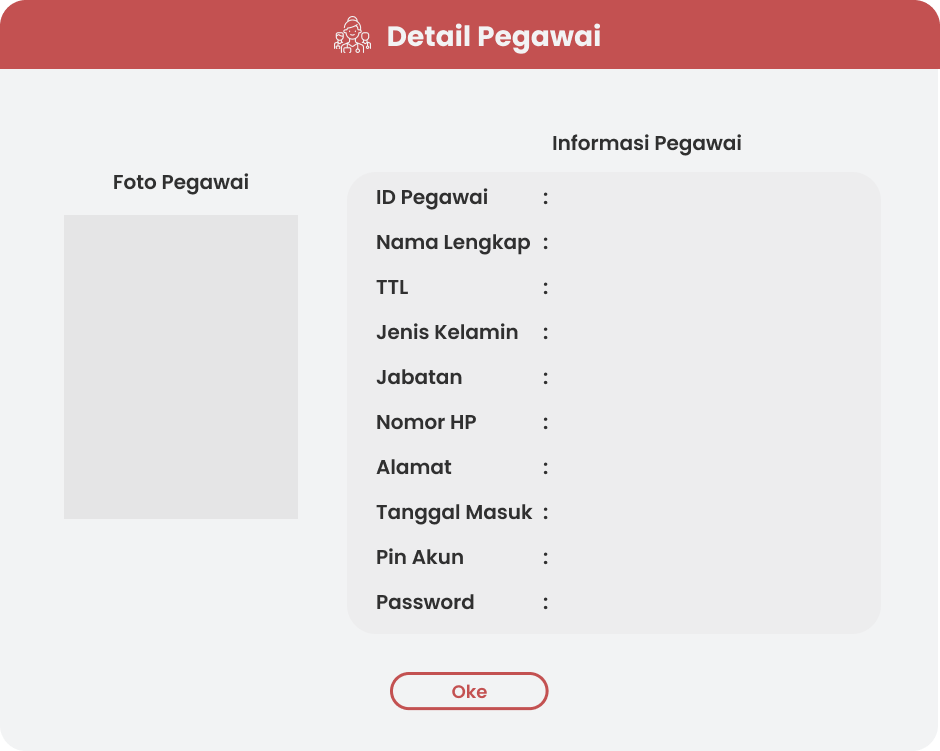 Detail Pegawai
Foto Pegawai
Informasi Pegawai
ID Pegawai :
Nama Lengkap :
TTL :
Jenis Kelamin :
Jabatan :
Nomor HP :
Alamat :
Tanggal Masuk :
Pin Akun :
Password :
Oke